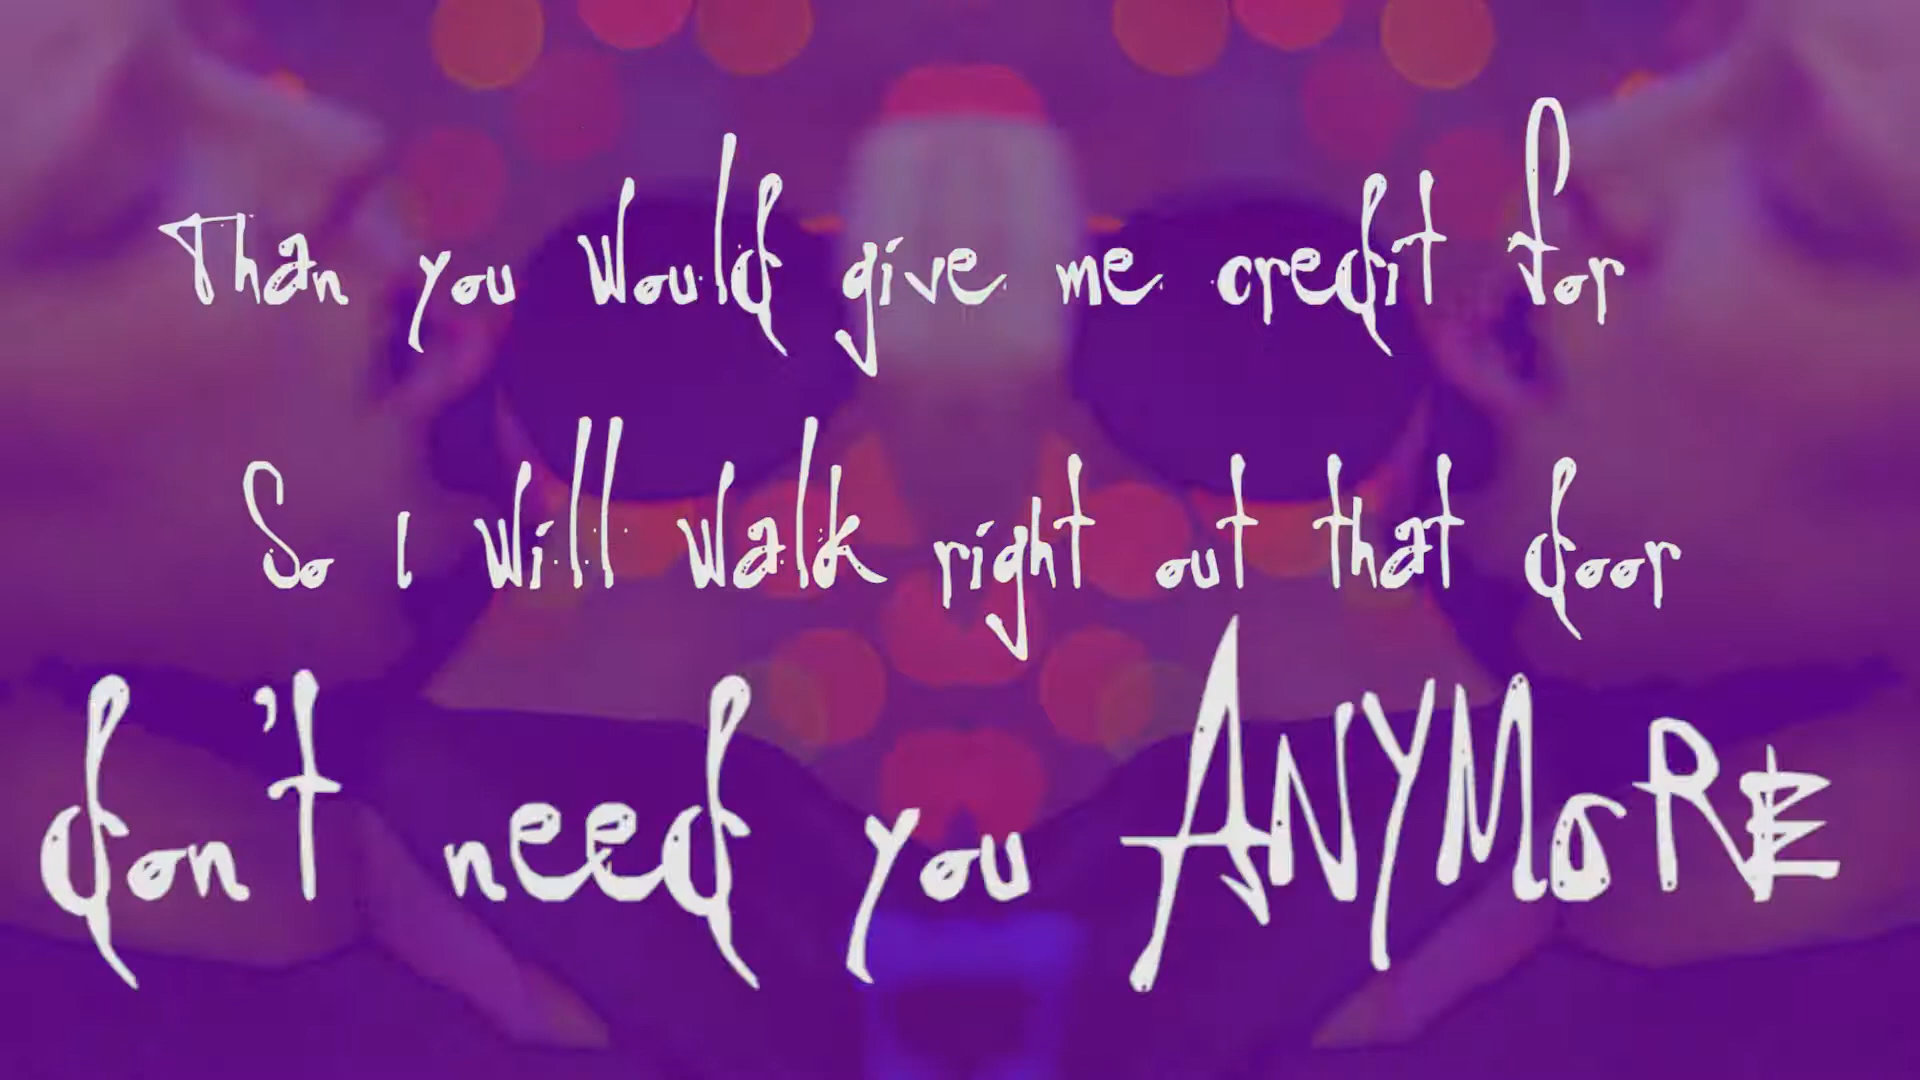 Than you would give me credit for
So I will walk right out that door
don't need you ANYMoRE